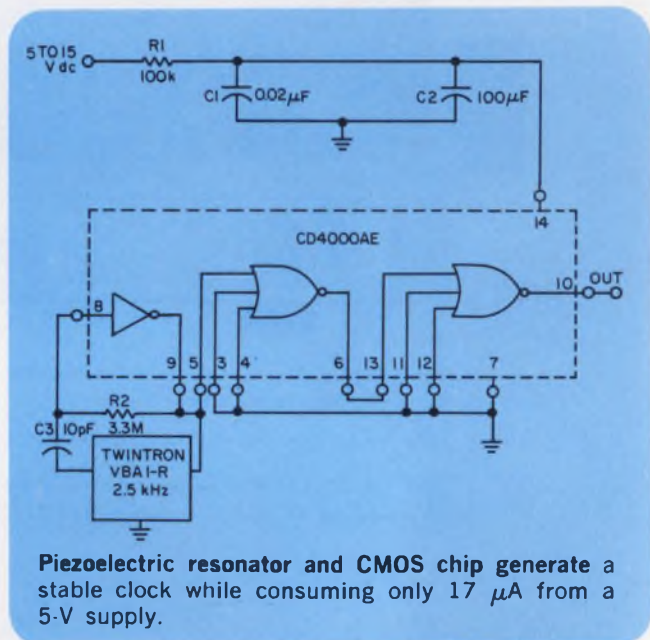 5 TO 15
V dc
R1
100k
C1
0.02µF
C2
100µF
14
CD4000AE
8
9
5
3
4
6
13
11
12
7
10
OUT
R2
3.3M
C3
10pF
TWINTRON
VBA1-R
2.5 kHz
Piezoelectric resonator and CMOS chip generate a
stable clock while consuming only 17 µA from a
5-V supply.